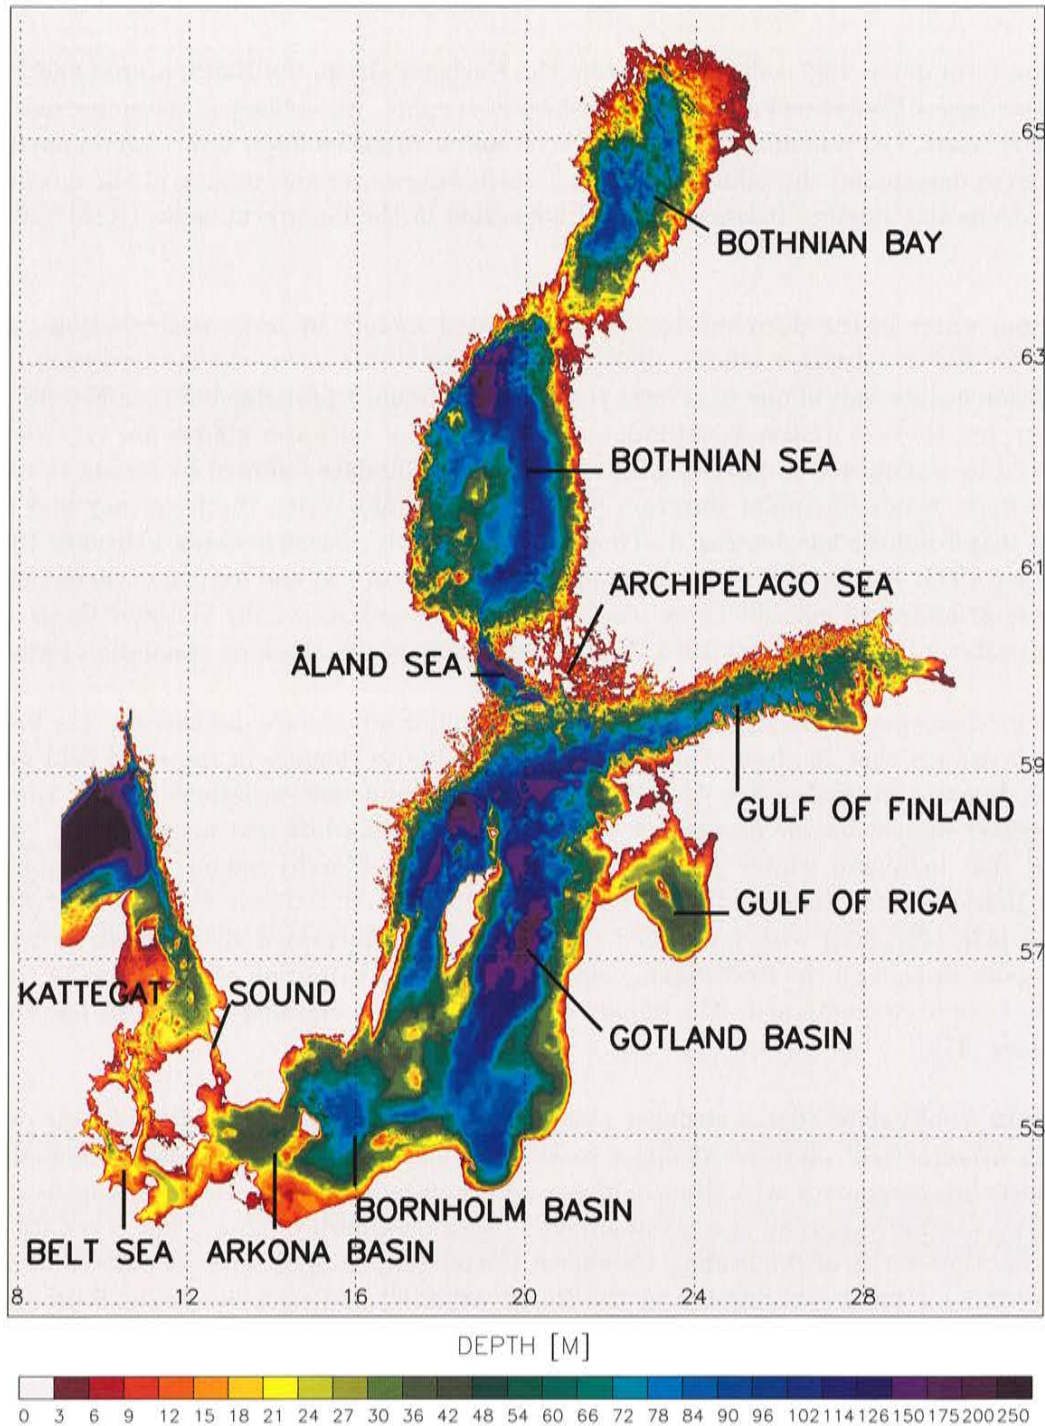 65
BOTHNIAN BAY
63
BOTHNIAN SEA
61
ARCHIPELAGO SEA
ÅLAND SEA
59
GULF OF FINLAND
GULF OF RIGA
57
KATTEGAT SOUND
GOTLAND BASIN
55
BORNHOLM BASIN
BELT SEA ARKONA BASIN
8 12 16 20 24 28
DEPTH [M]
0 3 6 9 12 15 18 21 24 27 30 36 42 48 54 60 66 72 78 84 90 96 102 114 126 150 175 200 250